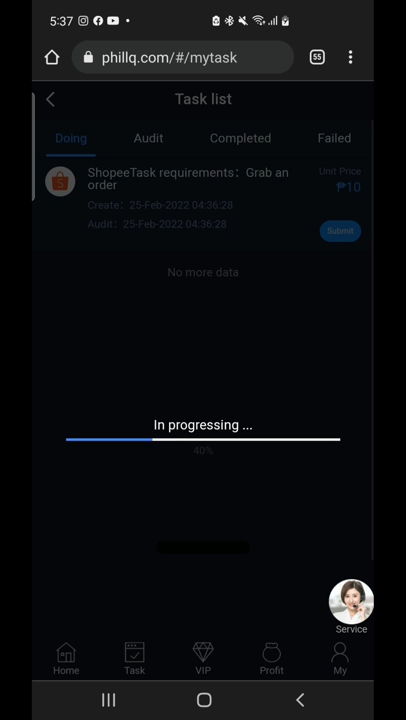 5:37
phillq.com/#/mytask
55
Task list
Doing Audit Completed Failed
ShopeeTask requirements: Grab an order
Unit Price
₱10
Create: 25-Feb-2022 04:36:28
Audit: 25-Feb-2022 04:36:28
Submit
No more data
In progressing ...
40%
Service
Home Task VIP Profit My